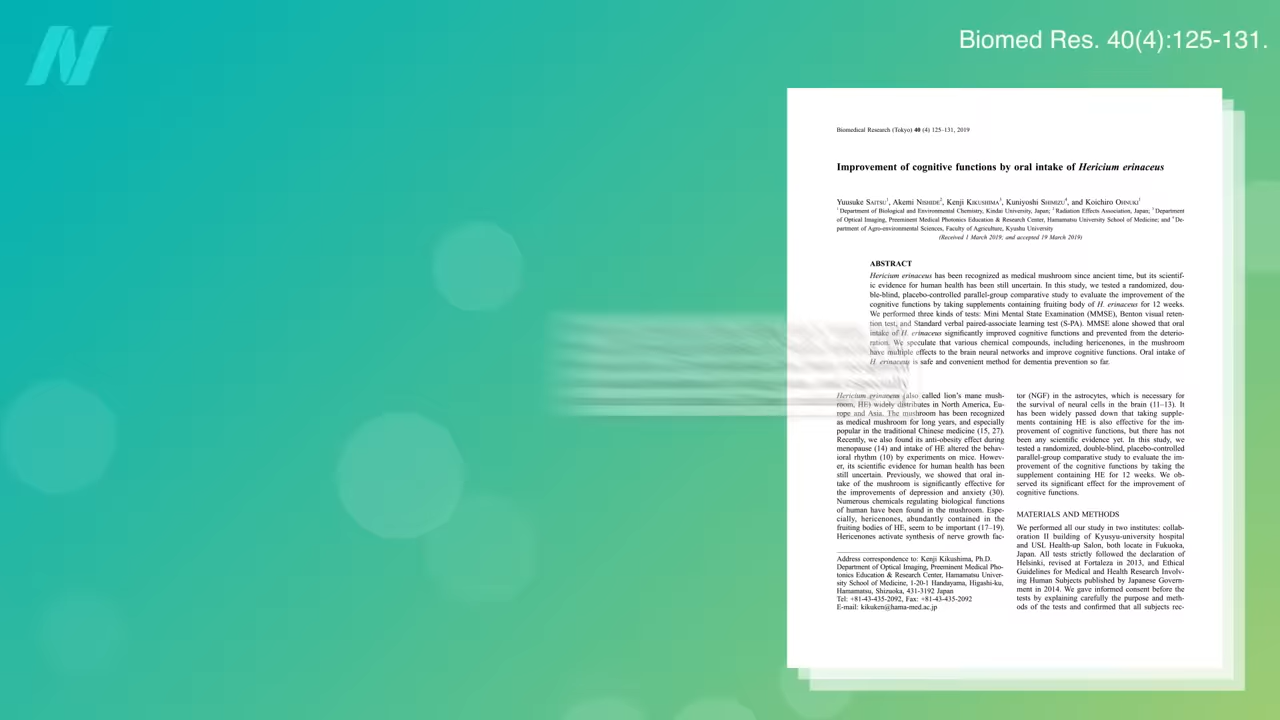 Biomed Res. 40(4):125-131.
Biomedical Research (Tokyo) 40 (4) 125–131, 2019
Improvement of cognitive functions by oral intake of Hericium erinaceus
Yuusuke SAITSU1, Akemi NISHIDE2, Kenji KIKUSHIMA3, Kuniyoshi SHIMIZU4, and Koichiro OHNUKI1
1 Department of Biological and Environmental Chemistry, Kindai University, Japan; 2 Radiation Effects Association, Japan; 3 Department
of Optical Imaging, Preeminent Medical Photonics Education & Research Center, Hamamatsu University School of Medicine; and 4 De-
partment of Agro-environmental Sciences, Faculty of Agriculture, Kyushu University
(Received 1 March 2019; and accepted 19 March 2019)
ABSTRACT
Hericium erinaceus has been recognized as medical mushroom since ancient time, but its scientif-
ic evidence for human health has been still uncertain. In this study, we tested a randomized, dou-
ble-blind, placebo-controlled parallel-group comparative study to evaluate the improvement of the
cognitive functions by taking supplements containing fruiting body of H. erinaceus for 12 weeks.
We performed three kinds of tests: Mini Mental State Examination (MMSE), Benton visual reten-
tion test, and Standard verbal paired-associate learning test (S-PA). MMSE alone showed that oral
intake of H. erinaceus significantly improved cognitive functions and prevented from the deterio-
ration. We speculate that various chemical compounds, including hericenones, in the mushroom
have multiple effects to the brain neural networks and improve cognitive functions. Oral intake of
H. erinaceus is safe and convenient method for dementia prevention so far.
Hericium erinaceus (also called lion's mane mush-
room, HE) widely distributes in North America, Eu-
rope and Asia. The mushroom has been recognized
as medical mushroom for long years, and especially
popular in the traditional Chinese medicine (15, 27).
Recently, we also found its anti-obesity effect during
menopause (14) and intake of HE altered the behav-
ioral rhythm (10) by experiments on mice. Howev-
er, its scientific evidence for human health has been
still uncertain. Previously, we showed that oral in-
take of the mushroom is significantly effective for
the improvements of depression and anxiety (30).
Numerous chemicals regulating biological functions
of human have been found in the mushroom. Espe-
cially, hericenones, abundantly contained in the
fruiting bodies of HE, seem to be important (17–19).
Hericenones activate synthesis of nerve growth fac-
Address correspondence to: Kenji Kikushima, Ph.D.
Department of Optical Imaging, Preeminent Medical Pho-
tonics Education & Research Center, Hamamatsu Univer-
sity School of Medicine, 1-20-1 Handayama, Higashi-ku,
Hamamatsu, Shizuoka, 431-3192 Japan
Tel: +81-43-435-2092, Fax: +81-43-435-2092
E-mail: kikuken@hama-med.ac.jp
tor (NGF) in the astrocytes, which is necessary for
the survival of neural cells in the brain (11–13). It
has been widely passed down that taking supple-
ments containing HE is also effective for the im-
provement of cognitive functions, but there has not
been any scientific evidence yet. In this study, we
tested a randomized, double-blind, placebo-controlled
parallel-group comparative study to evaluate the im-
provement of the cognitive functions by taking the
supplement containing HE for 12 weeks. We ob-
served its significant effect for the improvement of
cognitive functions.
MATERIALS AND METHODS
We performed all our study in two institutes: collab-
oration II building of Kyusyu-university hospital
and USL Health-up Salon, both locate in Fukuoka,
Japan. All tests strictly followed the declaration of
Helsinki, revised at Fortaleza in 2013, and Ethical
Guidelines for Medical and Health Research Involv-
ing Human Subjects published by Japanese Govern-
ment in 2014. We gave informed consent before the
tests by explaining carefully the purpose and meth-
ods of the tests and confirmed that all subjects rec-